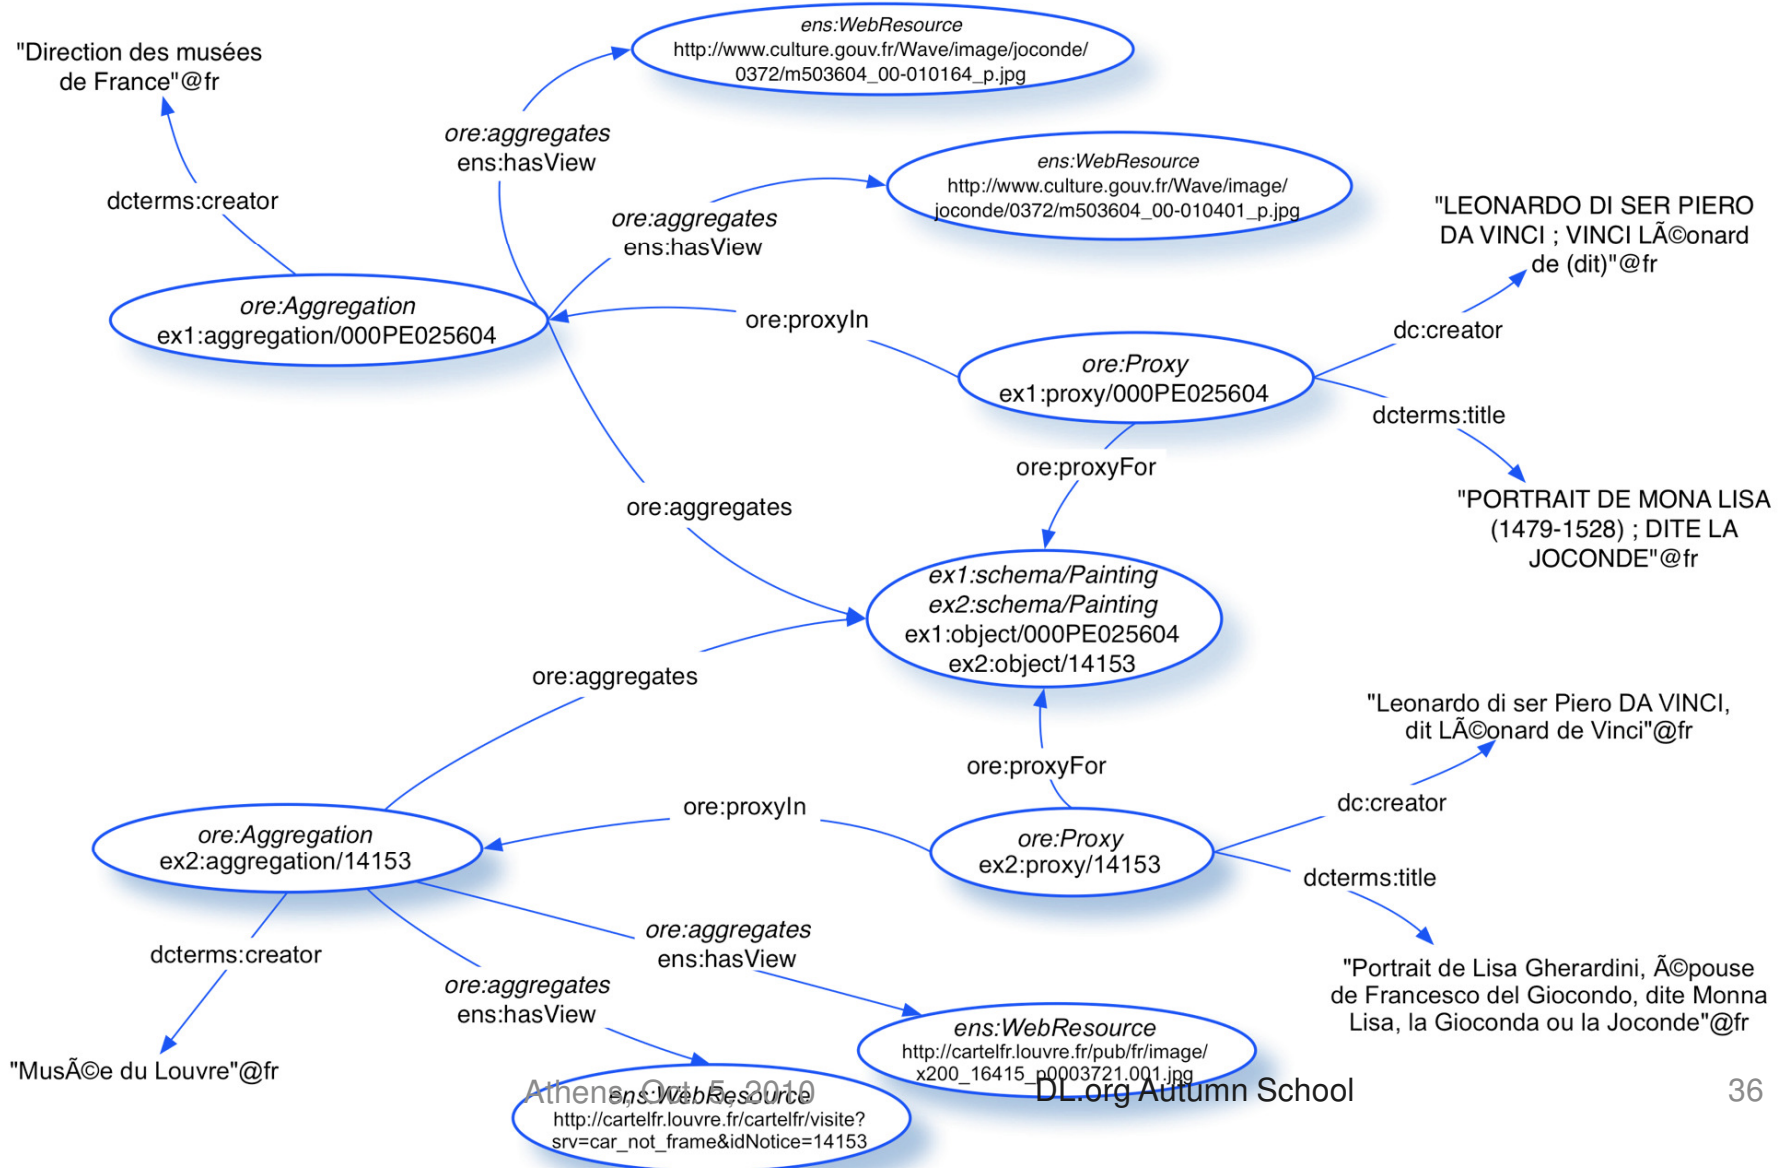 ens:WebResource
http://www.culture.gouv.fr/Wave/image/joconde/
0372/m503604_00-010164_p.jpg
"Direction des musées
de France"@fr
ore:aggregates
ens:hasView
ens:WebResource
http://www.culture.gouv.fr/Wave/image/
joconde/0372/m503604_00-010401_p.jpg
dcterms:creator
ore:aggregates
ens:hasView
"LEONARDO DI SER PIERO
DA VINCI ; VINCI LÃ©onard
de (dit)"@fr
ore:Aggregation
ex1:aggregation/000PE025604
ore:proxyIn
dc:creator
ore:Proxy
ex1:proxy/000PE025604
dcterms:title
ore:proxyFor
ore:aggregates
"PORTRAIT DE MONA LISA
(1479-1528) ; DITE LA
JOCONDE"@fr
ex1:schema/Painting
ex2:schema/Painting
ex1:object/000PE025604
ex2:object/14153
ore:aggregates
"Leonardo di ser Piero DA VINCI,
dit LÃ©onard de Vinci"@fr
ore:proxyFor
ore:proxyIn
dc:creator
ore:Aggregation
ex2:aggregation/14153
ore:Proxy
ex2:proxy/14153
dcterms:title
dcterms:creator
ore:aggregates
ens:hasView
ore:aggregates
ens:hasView
"Portrait de Lisa Gherardini, Ã©pouse
de Francesco del Giocondo, dite Monna
Lisa, la Gioconda ou la Joconde"@fr
"MusÃ©e du Louvre"@fr
ens:WebResource
http://cartelfr.louvre.fr/pub/fr/image/
x200_16415_p0003721.001.jpg
ens:WebResource
http://cartelfr.louvre.fr/cartelfr/visite?
srv=car_not_frame&idNotice=14153
Athens, Oct. 5, 2010
DL.org Autumn School
36